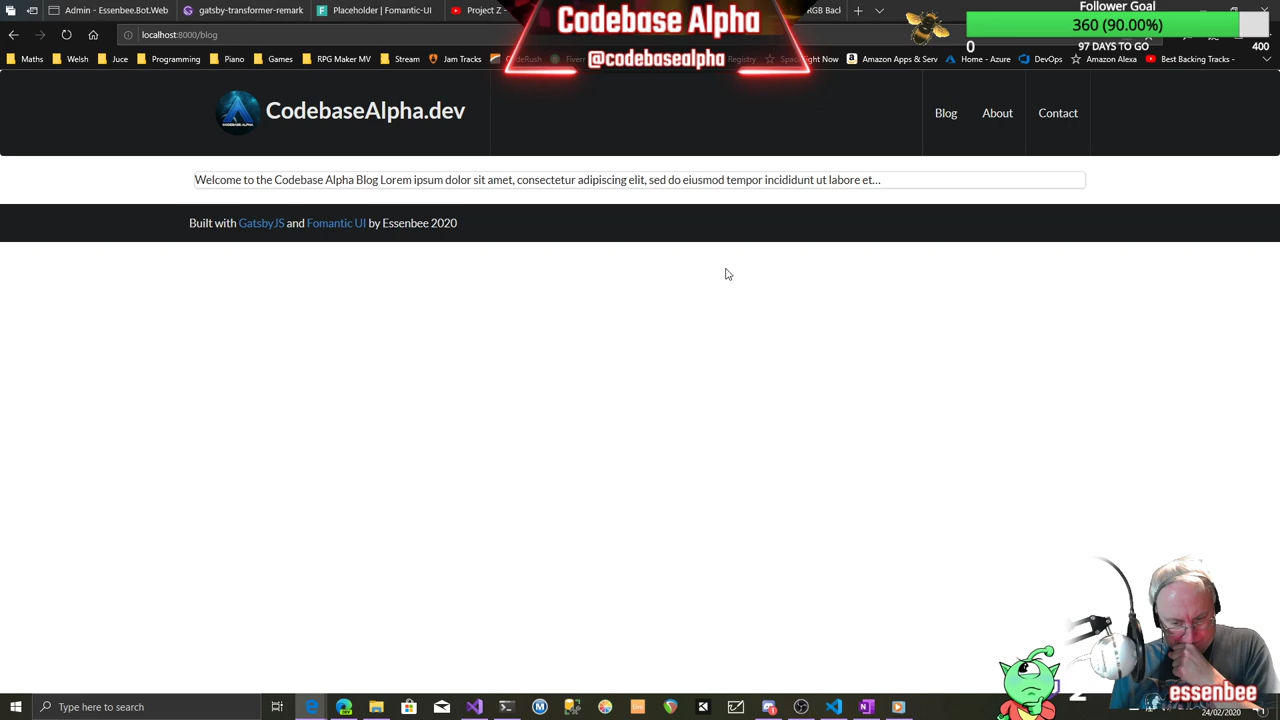 Admin - Essenbee.Bot.Web
gatsby-transformer-remark
Placeholder | Fomantic-UI
Project Z-
Codebase Alpha
@codebasealpha
RGB Bacl
Follower Goal
360 (90.00%)
0
97 DAYS TO GO
400
localhost:8000/blog
Maths
Welsh
Juce
Programming
Piano
Games
RPG Maker MV
Stream
Jam Tracks
CodeRush
Fiverr
Registry
Amazon Apps & Serv
Home - Azure
DevOps
Amazon Alexa
Best Backing Tracks -
CODEBASE ALPHA
CodebaseAlpha.dev
Blog
About
Contact
Welcome to the Codebase Alpha Blog Lorem ipsum dolor sit amet, consectetur adipiscing elit, sed do eiusmod tempor incididunt ut labore et…
Built with GatsbyJS and Fomantic UI by Essenbee 2020
essenbee
Type here to search
24/02/2020